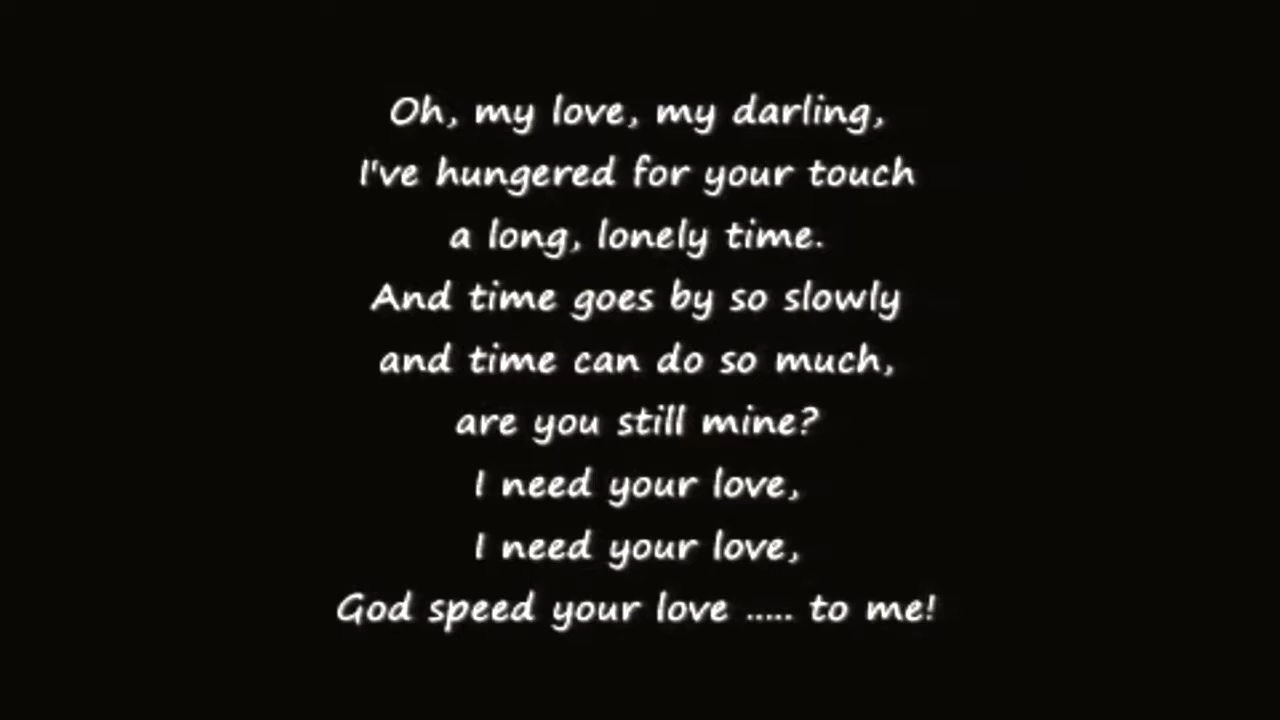 Oh, my love, my darling,
I've hungered for your touch
a long, lonely time.
And time goes by so slowly
and time can do so much,
are you still mine?
I need your love,
I need your love,
God speed your love ..... to me!